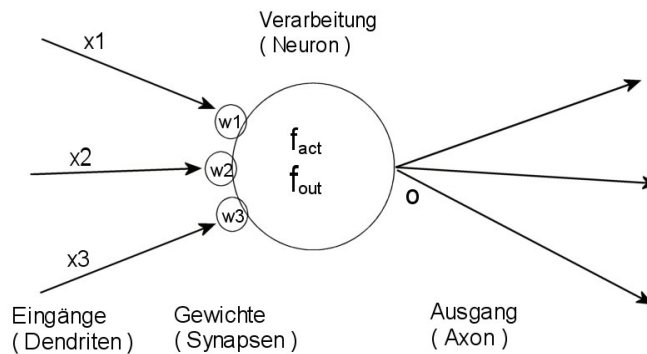 Verarbeitung
( Neuron )
x1
w1
f_act
x2
w2
f_out
o
w3
x3
Eingänge
( Dendriten )
Gewichte
( Synapsen )
Ausgang
( Axon )